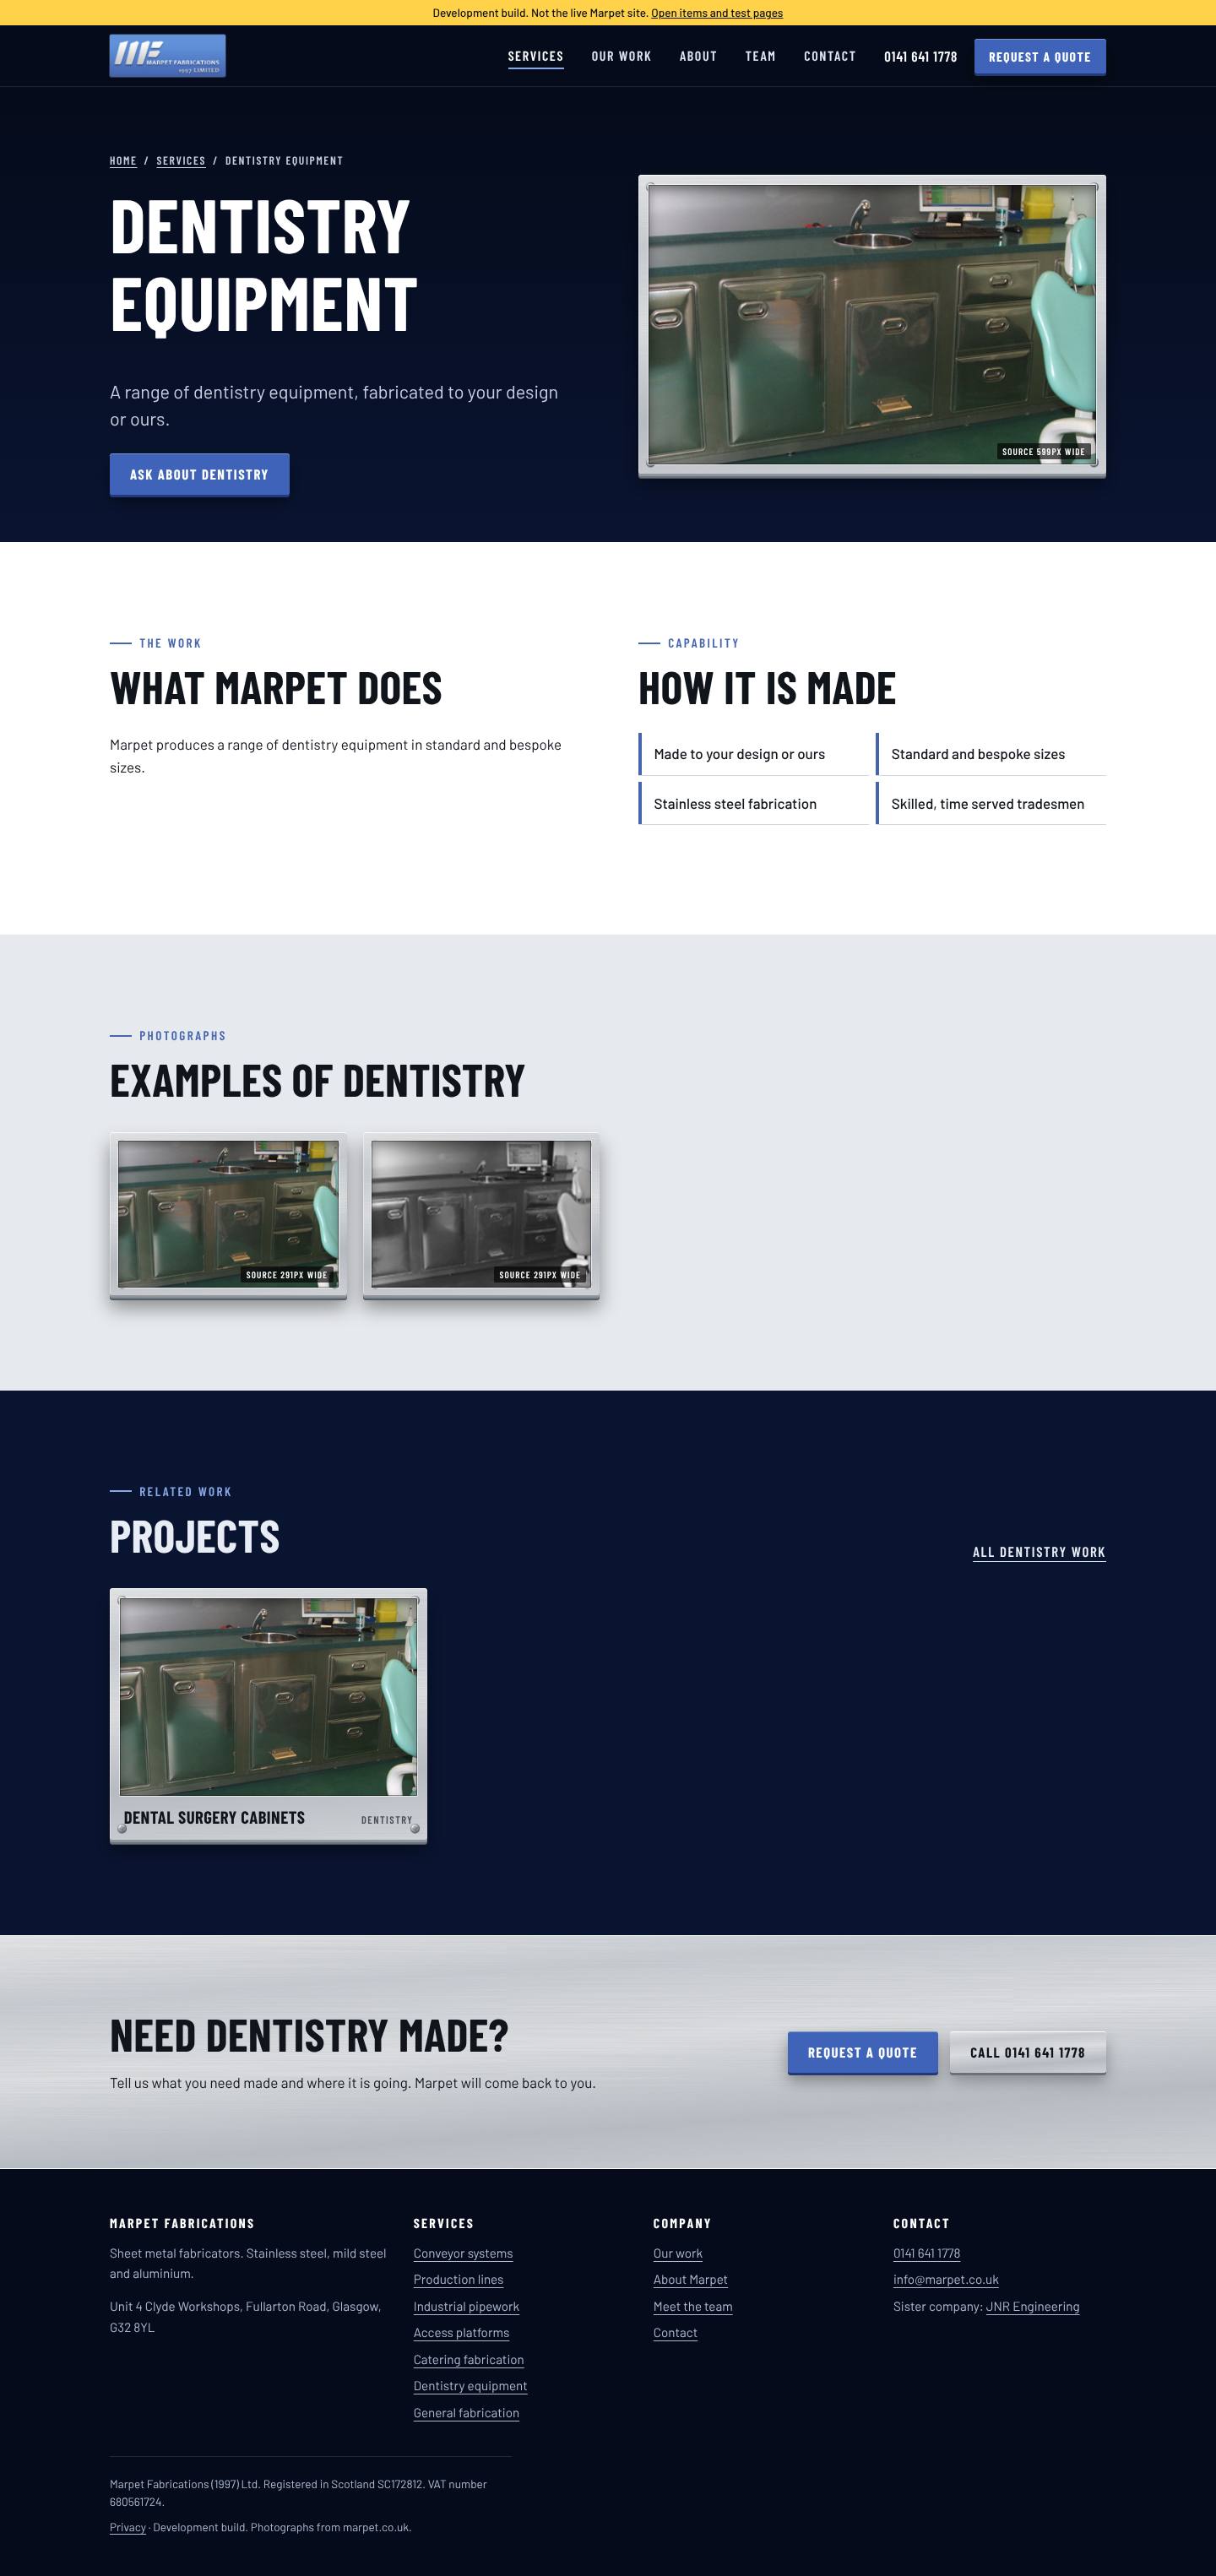 Development build. Not the live Marpet site. Open items and test pages
MF
MARPET FABRICATIONS
1997 LIMITED
SERVICES OUR WORK ABOUT TEAM CONTACT 0141 641 1778 REQUEST A QUOTE
HOME / SERVICES / DENTISTRY EQUIPMENT
DENTISTRY
EQUIPMENT
A range of dentistry equipment, fabricated to your design
or ours.
ASK ABOUT DENTISTRY
SOURCE 599PX WIDE
THE WORK
WHAT MARPET DOES
Marpet produces a range of dentistry equipment in standard and bespoke
sizes.
CAPABILITY
HOW IT IS MADE
Made to your design or ours
Standard and bespoke sizes
Stainless steel fabrication
Skilled, time served tradesmen
PHOTOGRAPHS
EXAMPLES OF DENTISTRY
SOURCE 291PX WIDE
SOURCE 291PX WIDE
RELATED WORK
PROJECTS
ALL DENTISTRY WORK
DENTAL SURGERY CABINETS
DENTISTRY
NEED DENTISTRY MADE?
Tell us what you need made and where it is going. Marpet will come back to you.
REQUEST A QUOTE
CALL 0141 641 1778
MARPET FABRICATIONS
Sheet metal fabricators. Stainless steel, mild steel
and aluminium.
Unit 4 Clyde Workshops, Fullarton Road, Glasgow,
G32 8YL
SERVICES
Conveyor systems
Production lines
Industrial pipework
Access platforms
Catering fabrication
Dentistry equipment
General fabrication
COMPANY
Our work
About Marpet
Meet the team
Contact
CONTACT
0141 641 1778
info@marpet.co.uk
Sister company: JNR Engineering
Marpet Fabrications (1997) Ltd. Registered in Scotland SC172812. VAT number
680561724.
Privacy · Development build. Photographs from marpet.co.uk.